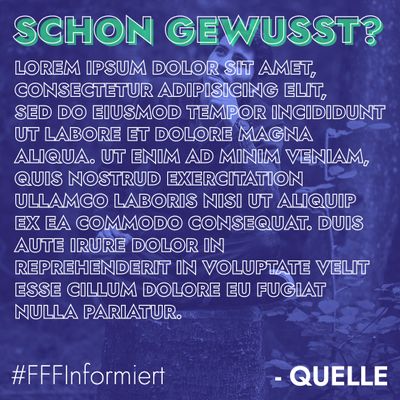 SCHON GEWUSST?
LOREM IPSUM DOLOR SIT AMET,
CONSECTETUR ADIPISICING ELIT,
SED DO EIUSMOD TEMPOR INCIDIDUNT
UT LABORE ET DOLORE MAGNA
ALIQUA. UT ENIM AD MINIM VENIAM,
QUIS NOSTRUD EXERCITATION
ULLAMCO LABORIS NISI UT ALIQUIP
EX EA COMMODO CONSEQUAT. DUIS
AUTE IRURE DOLOR IN
REPREHENDERIT IN VOLUPTATE VELIT
ESSE CILLUM DOLORE EU FUGIAT
NULLA PARIATUR.
#FFFInformiert
- QUELLE